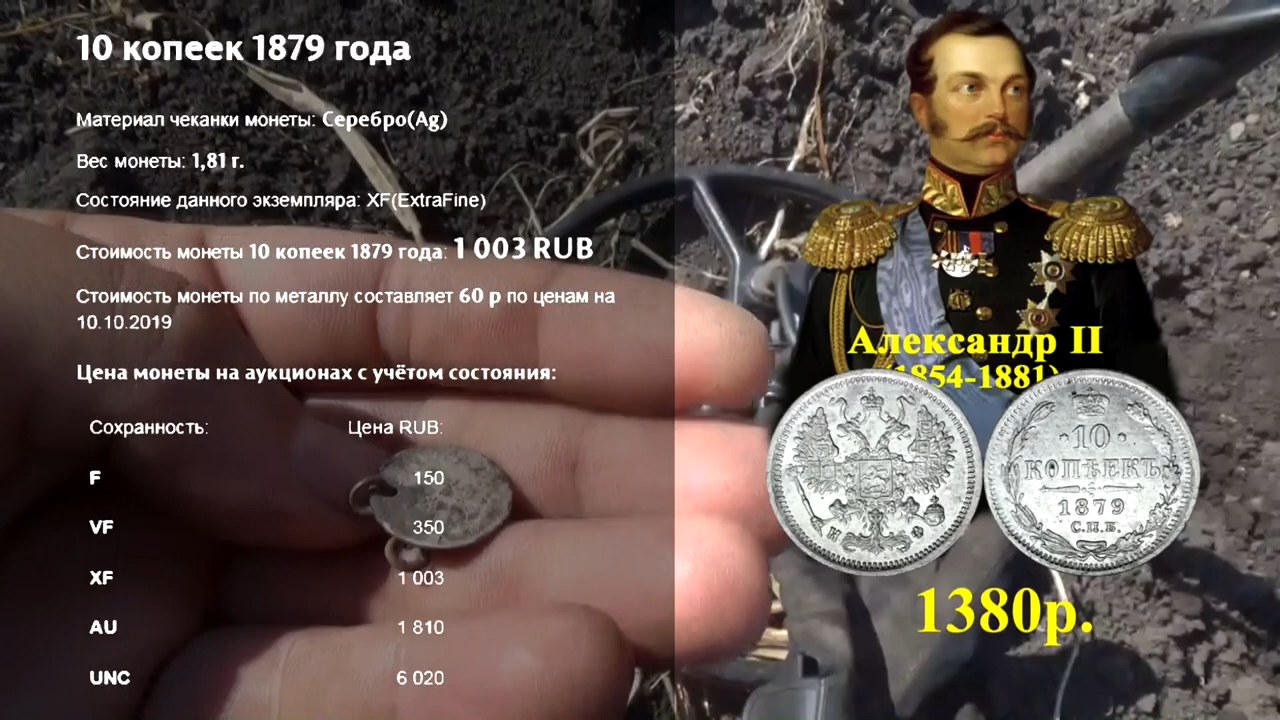 10 копеек 1879 года
Материал чеканки монеты: Серебро(Ag)
Вес монеты: 1,81 г.
Состояние данного экземпляра: XF(ExtraFine)
Стоимость монеты 10 копеек 1879 года: 1 003 RUB
Стоимость монеты по металлу составляет 60 р по ценам на
10.10.2019
Цена монеты на аукционах с учётом состояния:
Сохранность: Цена RUB:
F 150
VF 350
XF 1 003
AU 1 810
UNC 6 020
Александр II
(1854-1881)
Н Ф
10
КОПѢЕКЪ
1879
С.П.Б.
1380р.